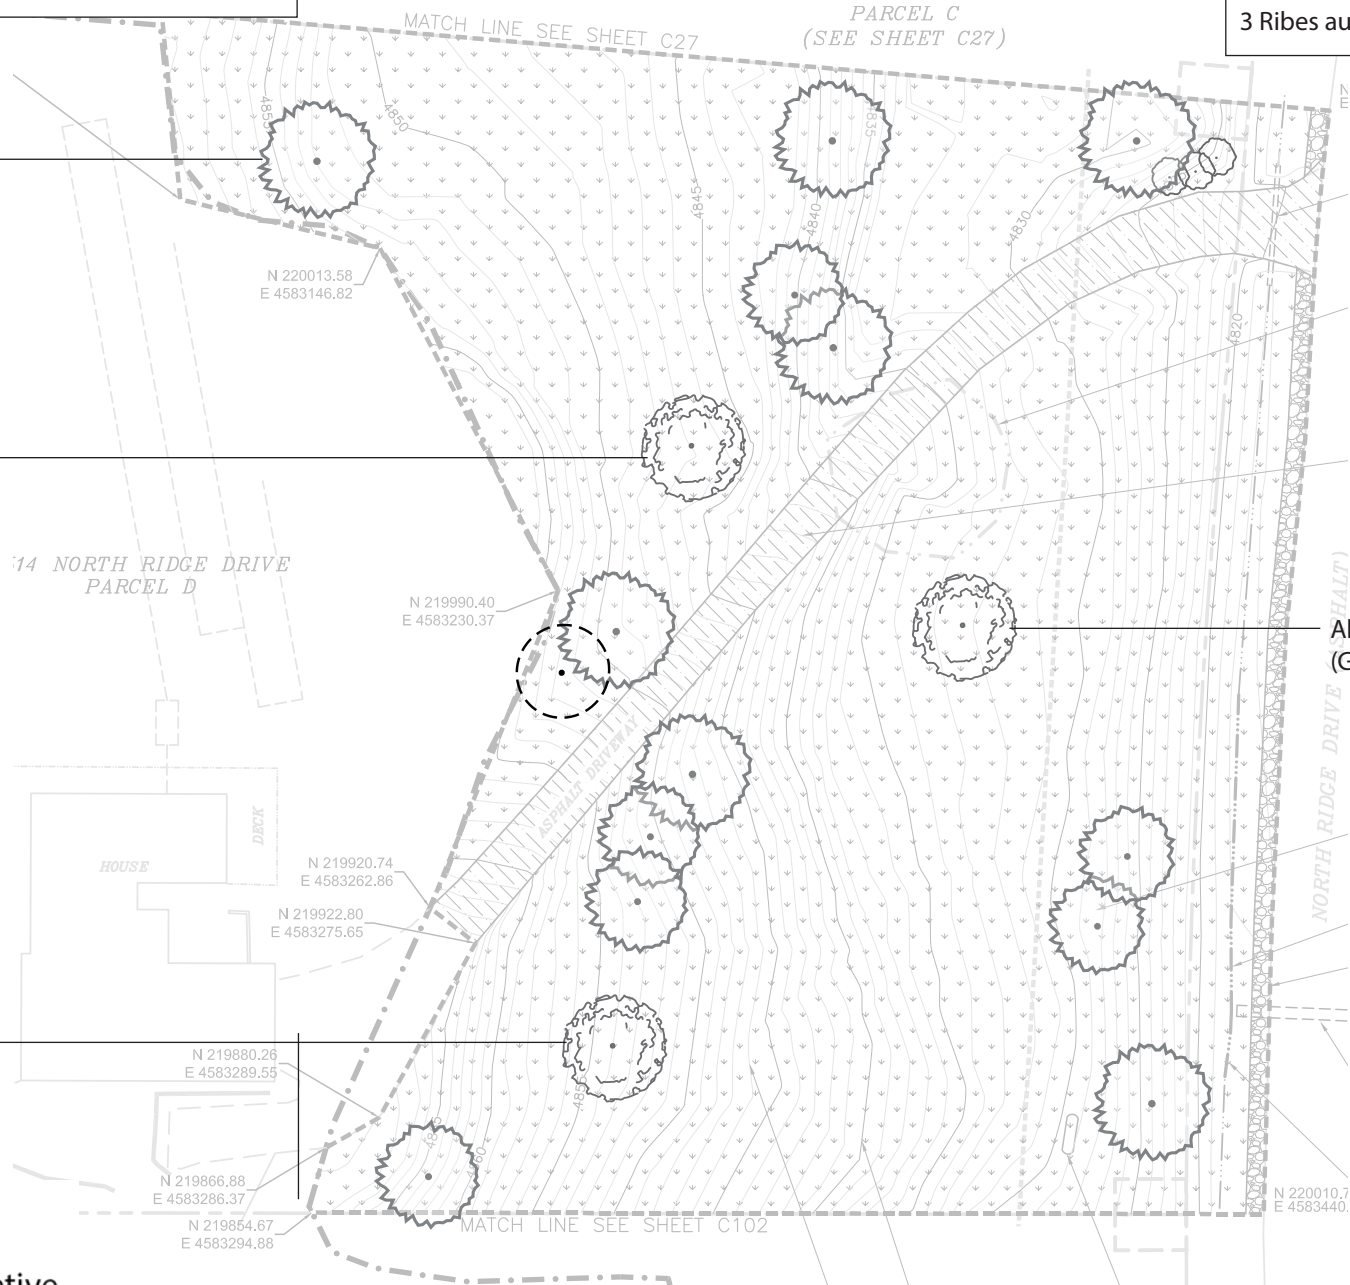 PARCEL C
(SEE SHEET C27)
3 Ribes au
MATCH LINE SEE SHEET C27
4850
4845
4840
4835
4830
4820
N
E
N 220013.58
E 4583146.82
14 NORTH RIDGE DRIVE
PARCEL D
N 219990.40
E 4583230.37
(G
ASPHALT DRIVEWAY
NORTH RIDGE DRIVE (ASPHALT)
DECK
HOUSE
N 219920.74
E 4583262.86
N 219922.80
E 4583275.65
N 219880.26
E 4583289.55
4855
N 219866.88
E 4583286.37
N 219854.67
E 4583294.88
N 220010.7
E 4583440.
MATCH LINE SEE SHEET C102